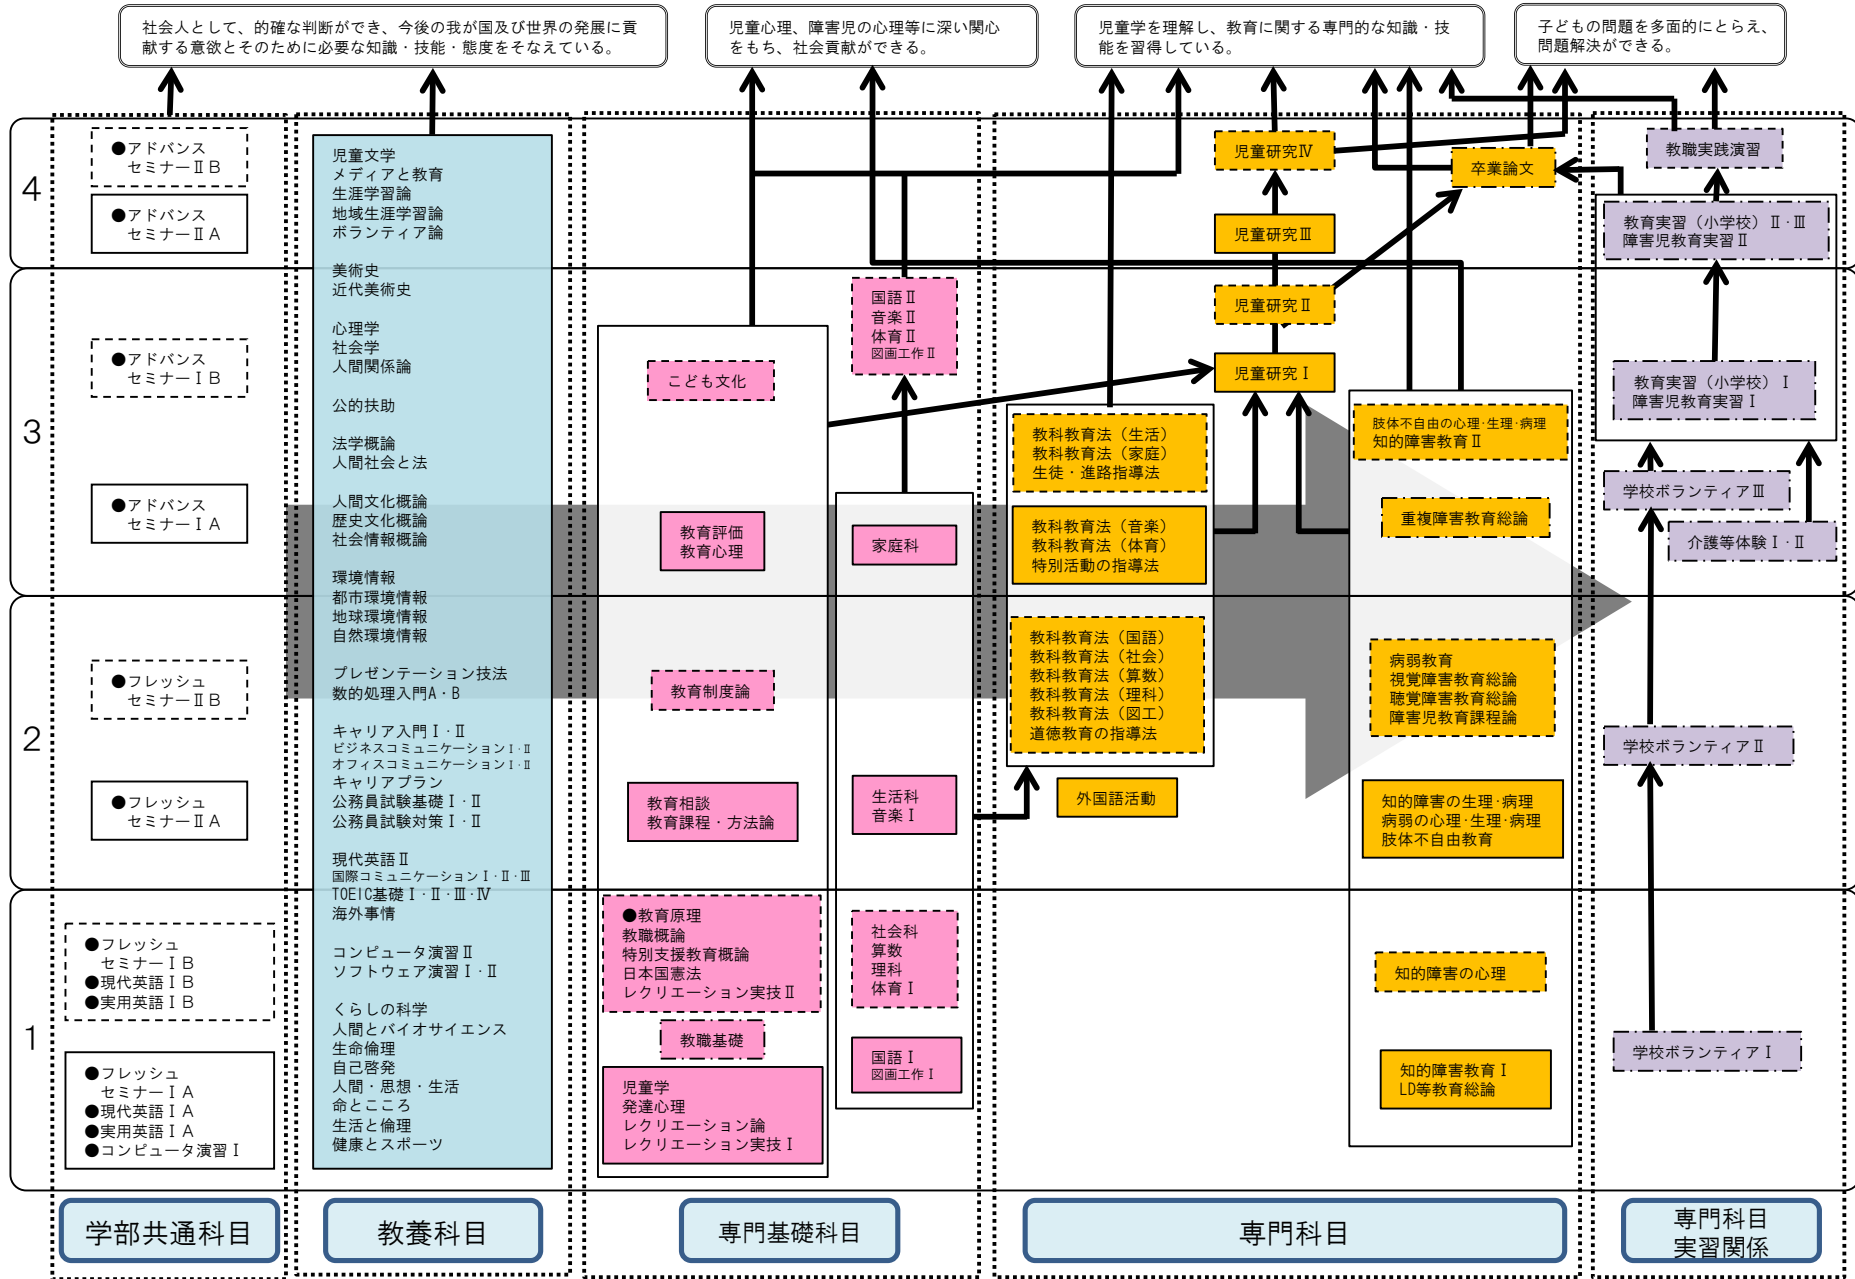 社会人として、的確な判断ができ、今後の我が国及び世界の発展に貢
献する意欲とそのために必要な知識・技能・態度をそなえている。
児童心理、障害児の心理等に深い関心
をもち、社会貢献ができる。
児童学を理解し、教育に関する専門的な知識・技
能を習得している。
子どもの問題を多面的にとらえ、
問題解決ができる。
4
●アドバンス
セミナーⅡB
●アドバンス
セミナーⅡA
3
●アドバンス
セミナーⅠB
●アドバンス
セミナーⅠA
2
●フレッシュ
セミナーⅡB
●フレッシュ
セミナーⅡA
1
●フレッシュ
セミナーⅠB
●現代英語ⅠB
●実用英語ⅠB
●フレッシュ
セミナーⅠA
●現代英語ⅠA
●実用英語ⅠA
●コンピュータ演習Ⅰ
学部共通科目
児童文学
メディアと教育
生涯学習論
地域生涯学習論
ボランティア論
美術史
近代美術史
心理学
社会学
人間関係論
公的扶助
法学概論
人間社会と法
人間文化概論
歴史文化概論
社会情報概論
環境情報
都市環境情報
地球環境情報
自然環境情報
プレゼンテーション技法
数的処理入門A・B
キャリア入門Ⅰ・Ⅱ
ビジネスコミュニケーションⅠ・Ⅱ
オフィスコミュニケーションⅠ・Ⅱ
キャリアプラン
公務員試験基礎Ⅰ・Ⅱ
公務員試験対策Ⅰ・Ⅱ
現代英語Ⅱ
国際コミュニケーションⅠ・Ⅱ・Ⅲ
TOEIC基礎Ⅰ・Ⅱ・Ⅲ・Ⅳ
海外事情
コンピュータ演習Ⅱ
ソフトウェア演習Ⅰ・Ⅱ
くらしの科学
人間とバイオサイエンス
生命倫理
自己啓発
人間・思想・生活
命とこころ
生活と倫理
健康とスポーツ
教養科目
こども文化
教育評価
教育心理
教育制度論
教育相談
教育課程・方法論
●教育原理
教職概論
特別支援教育概論
日本国憲法
レクリエーション実技Ⅱ
教職基礎
児童学
発達心理
レクリエーション論
レクリエーション実技Ⅰ
国語Ⅱ
音楽Ⅱ
体育Ⅱ
図画工作Ⅱ
家庭科
生活科
音楽Ⅰ
社会科
算数
理科
体育Ⅰ
国語Ⅰ
図画工作Ⅰ
専門基礎科目
児童研究Ⅳ
児童研究Ⅲ
児童研究Ⅱ
児童研究Ⅰ
卒業論文
教科教育法（生活）
教科教育法（家庭）
生徒・進路指導法
教科教育法（音楽）
教科教育法（体育）
特別活動の指導法
教科教育法（国語）
教科教育法（社会）
教科教育法（算数）
教科教育法（理科）
教科教育法（図工）
道徳教育の指導法
外国語活動
肢体不自由の心理・生理・病理
知的障害教育Ⅱ
重複障害教育総論
病弱教育
視覚障害教育総論
聴覚障害教育総論
障害児教育課程論
知的障害の生理・病理
病弱の心理・生理・病理
肢体不自由教育
知的障害の心理
知的障害教育Ⅰ
LD等教育総論
専門科目
教職実践演習
教育実習（小学校）Ⅱ・Ⅲ
障害児教育実習Ⅱ
教育実習（小学校）Ⅰ
障害児教育実習Ⅰ
学校ボランティアⅢ
介護等体験Ⅰ・Ⅱ
学校ボランティアⅡ
学校ボランティアⅠ
専門科目
実習関係